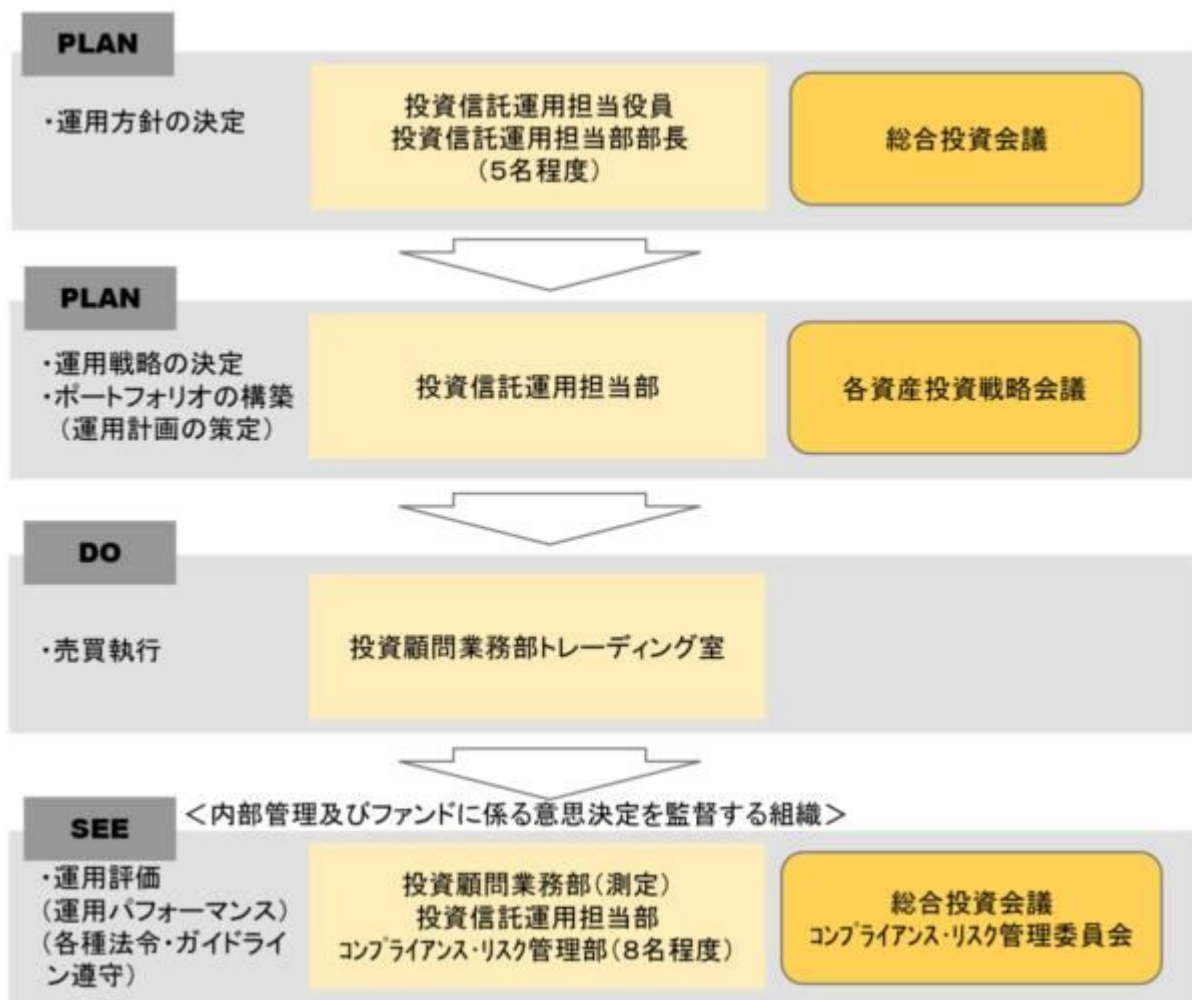 PLAN
・運用方針の決定
投資信託運用担当役員
投資信託運用担当部部長
(5名程度)
総合投資会議
PLAN
・運用戦略の決定
・ポートフォリオの構築
(運用計画の策定)
投資信託運用担当部
各資産投資戦略会議
DO
・売買執行
投資顧問業務部トレーディング室
SEE
＜内部管理及びファンドに係る意思決定を監督する組織＞
・運用評価
(運用パフォーマンス)
(各種法令・ガイドライ
ン遵守)
投資顧問業務部(測定)
投資信託運用担当部
ｺﾝﾌﾟﾗｲｱﾝｽ・ﾘｽｸ管理部(8名程度)
総合投資会議
ｺﾝﾌﾟﾗｲｱﾝｽ・ﾘｽｸ管理委員会